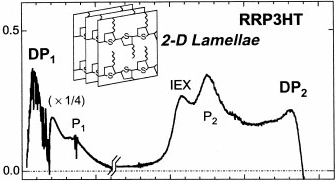 0.5
RRP3HT
2-D Lamellae
DP₁
(× 1/4)
P₁
IEX
P₂
DP₂
0.0
S S S
S S S